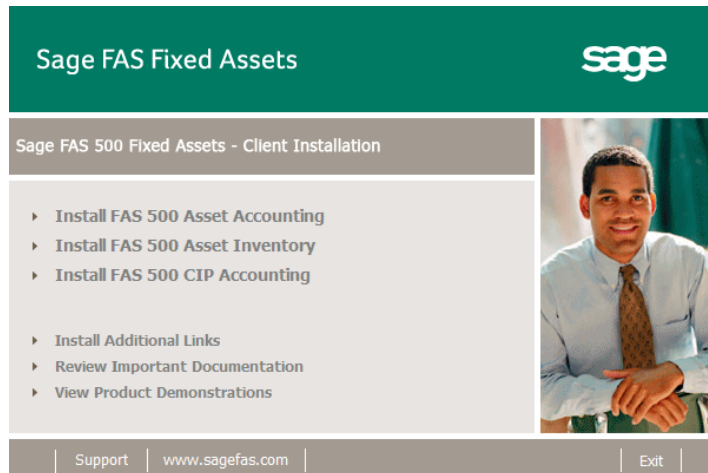 Sage FAS Fixed Assets
sage
Sage FAS 500 Fixed Assets - Client Installation
Install FAS 500 Asset Accounting
Install FAS 500 Asset Inventory
Install FAS 500 CIP Accounting
Install Additional Links
Review Important Documentation
View Product Demonstrations
Support
www.sagefas.com
Exit